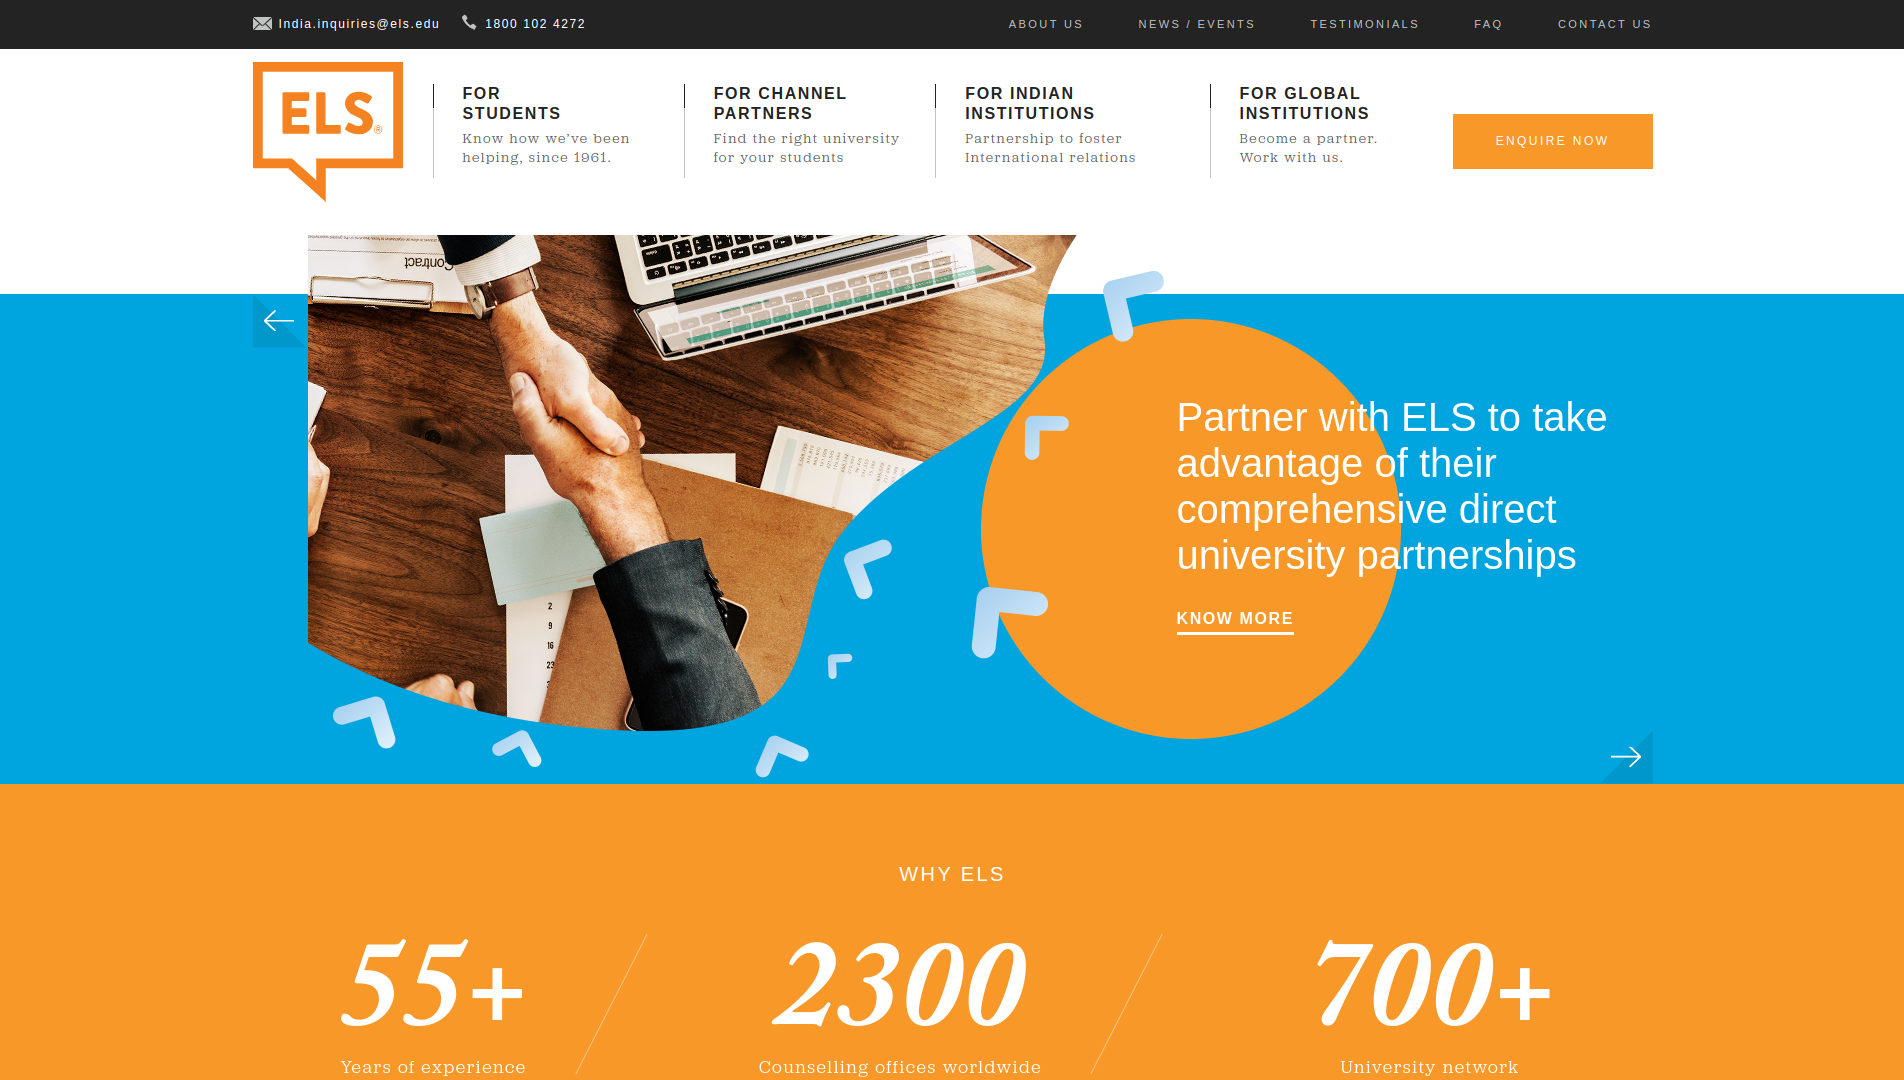 India.inquiries@els.edu
1800 102 4272
ABOUT US
NEWS / EVENTS
TESTIMONIALS
FAQ
CONTACT US
ELS®
FOR
STUDENTS
Know how we've been
helping, since 1961.
FOR CHANNEL
PARTNERS
Find the right university
for your students
FOR INDIAN
INSTITUTIONS
Partnership to foster
International relations
FOR GLOBAL
INSTITUTIONS
Become a partner.
Work with us.
ENQUIRE NOW
Contract
2
9
16
23
Partner with ELS to take
advantage of their
comprehensive direct
university partnerships
KNOW MORE
WHY ELS
55+
2300
700+
Years of experience
Counselling offices worldwide
University network